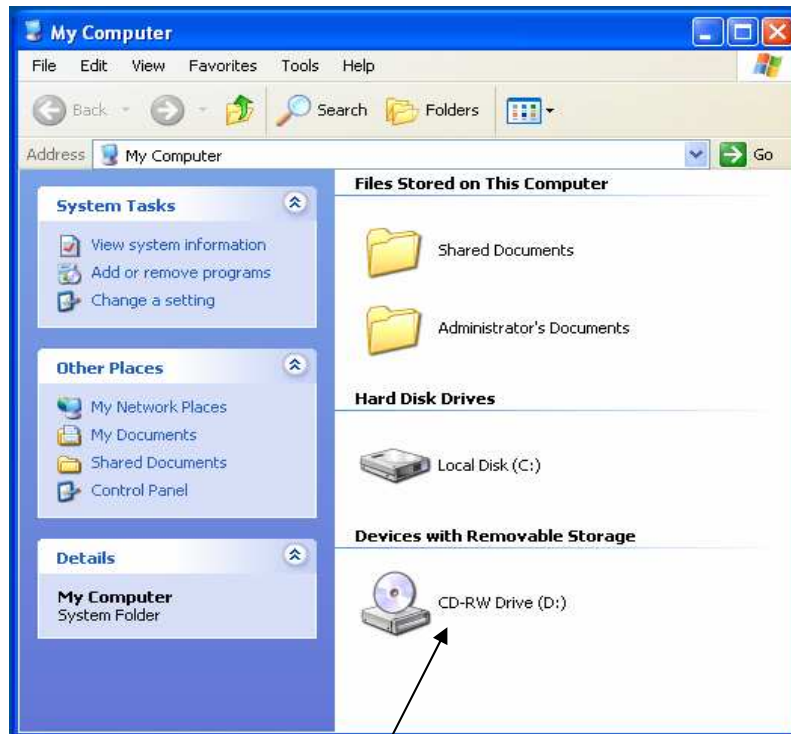 My Computer
File Edit View Favorites Tools Help
Back Search Folders
Address My Computer Go
System Tasks
View system information
Add or remove programs
Change a setting
Other Places
My Network Places
My Documents
Shared Documents
Control Panel
Details
My Computer
System Folder
Files Stored on This Computer
Shared Documents
Administrator's Documents
Hard Disk Drives
Local Disk (C:)
Devices with Removable Storage
CD-RW Drive (D:)